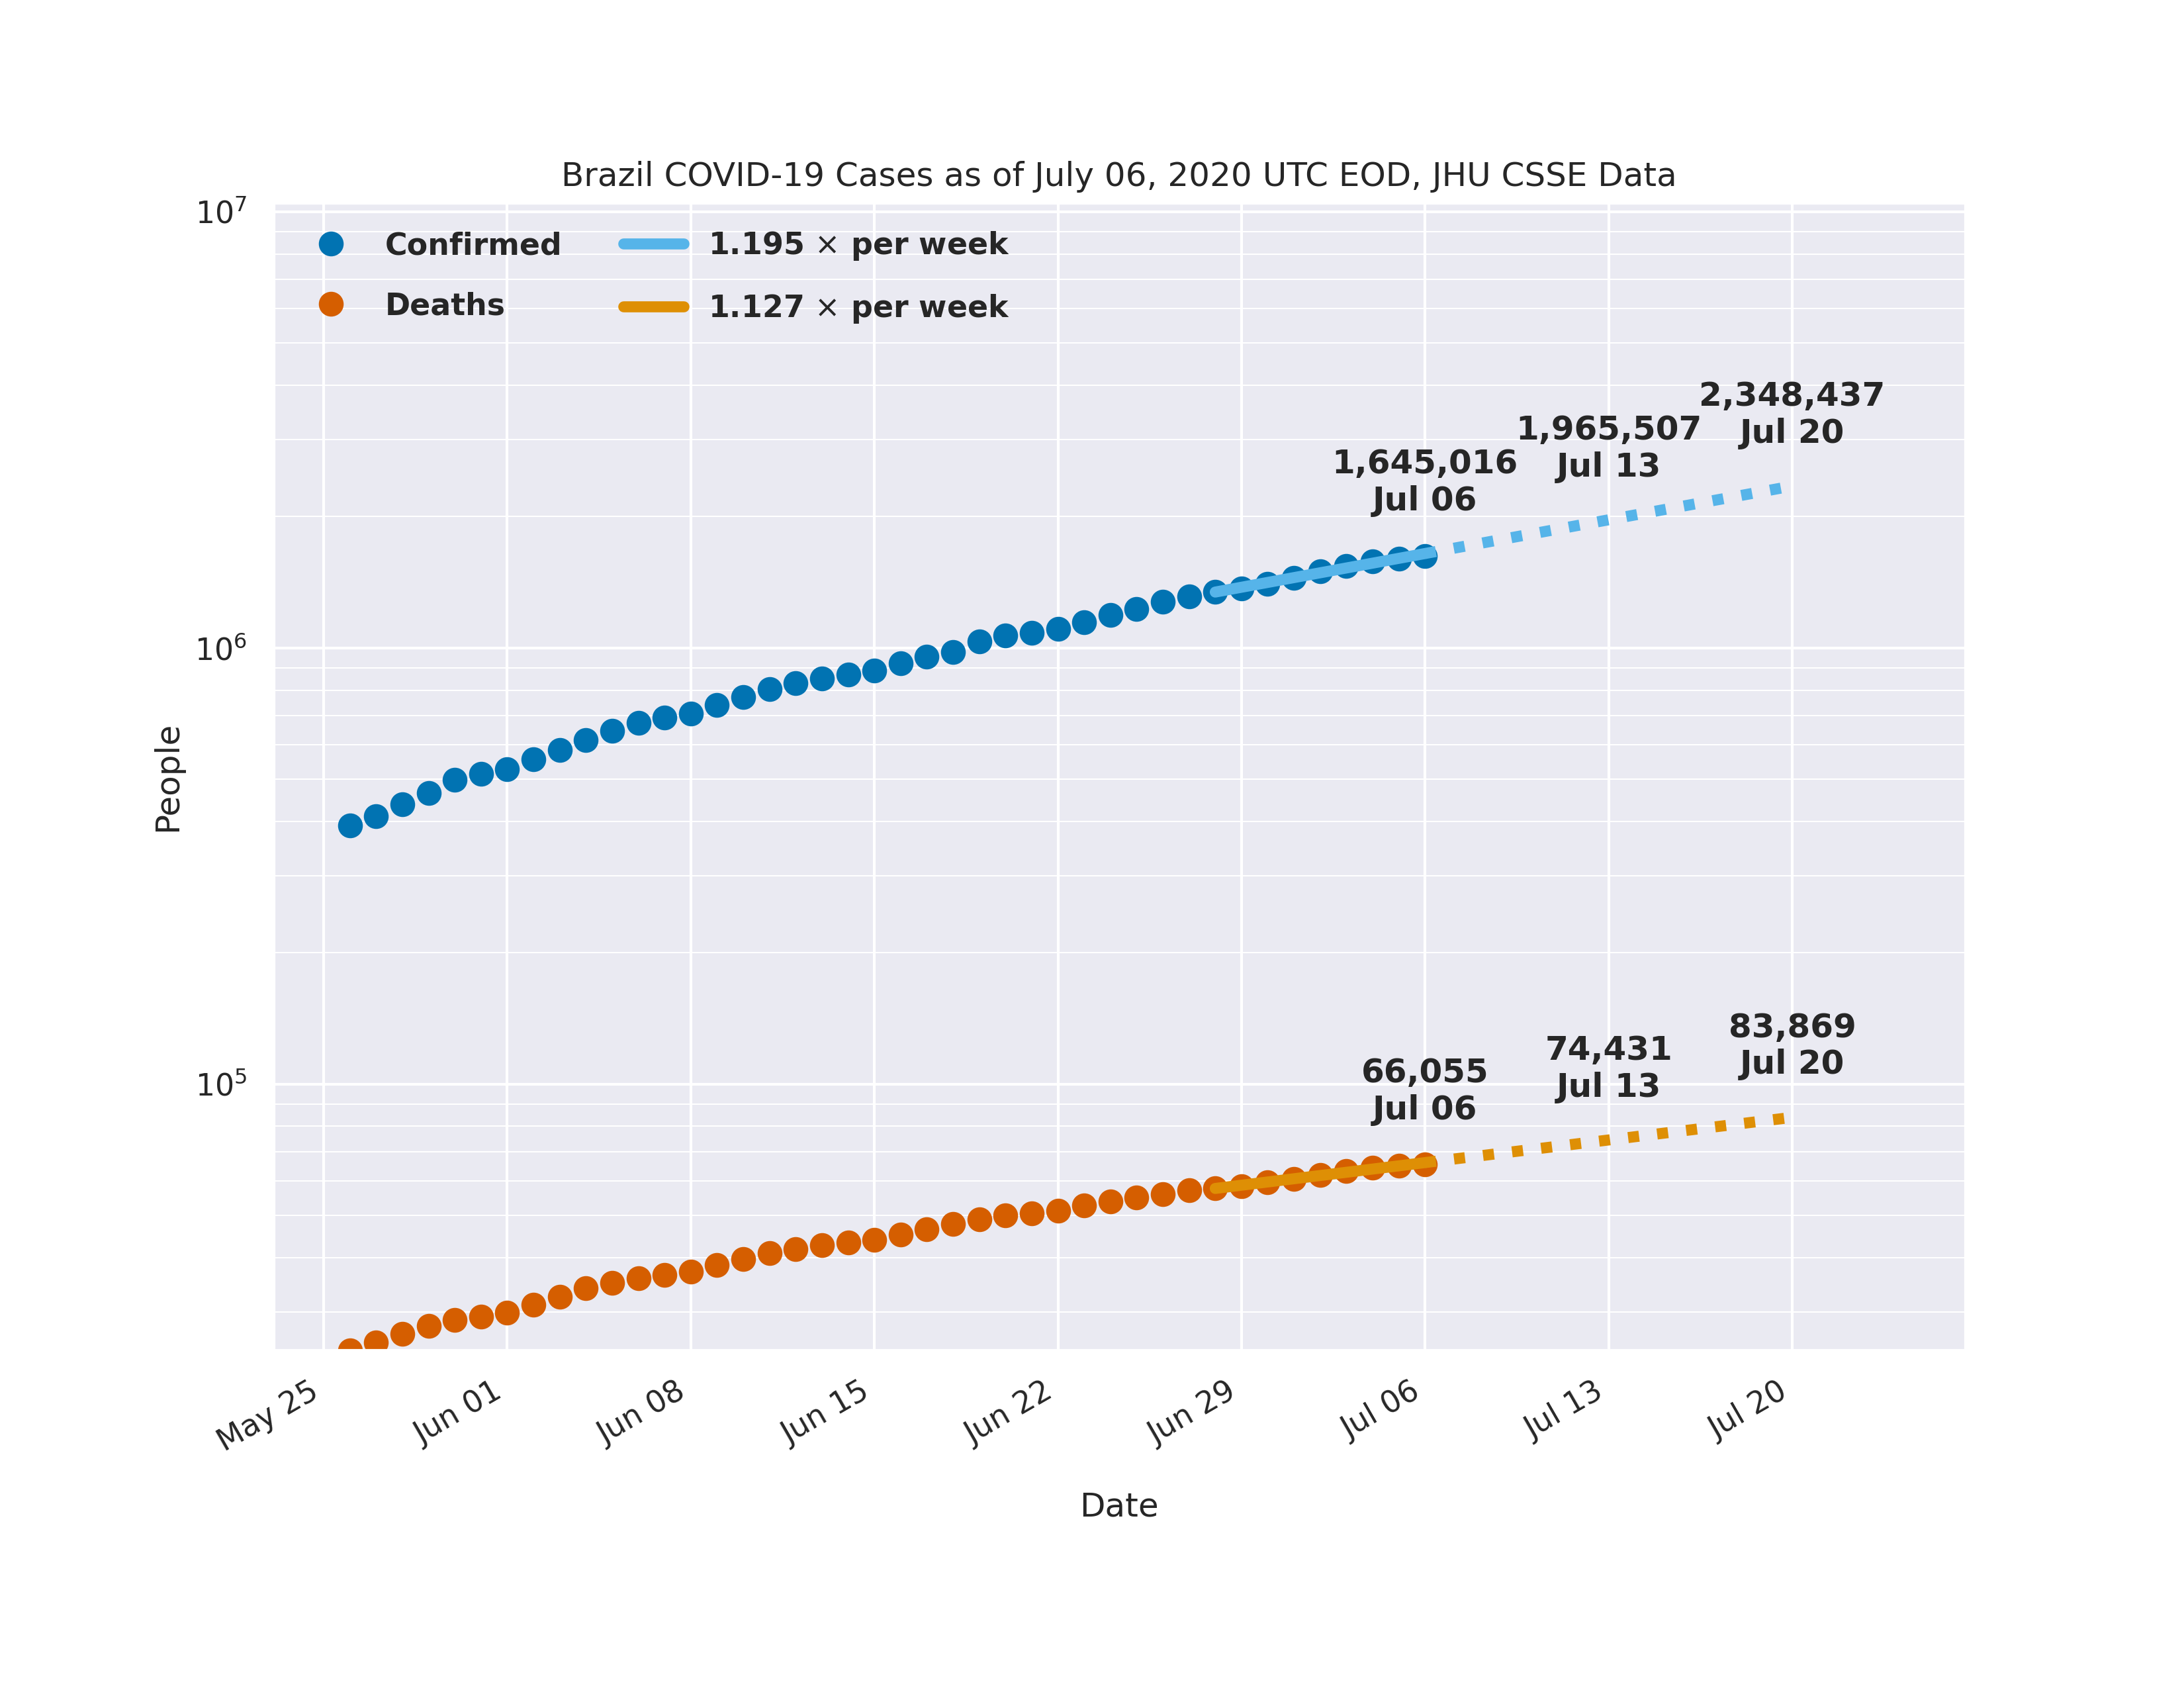 Brazil COVID-19 Cases as of July 06, 2020 UTC EOD, JHU CSSE Data
10⁷
Confirmed
1.195 × per week
Deaths
1.127 × per week
2,348,437
Jul 20
1,965,507
Jul 13
1,645,016
Jul 06
10⁶
People
83,869
Jul 20
74,431
Jul 13
66,055
Jul 06
10⁵
May 25
Jun 01
Jun 08
Jun 15
Jun 22
Jun 29
Jul 06
Jul 13
Jul 20
Date